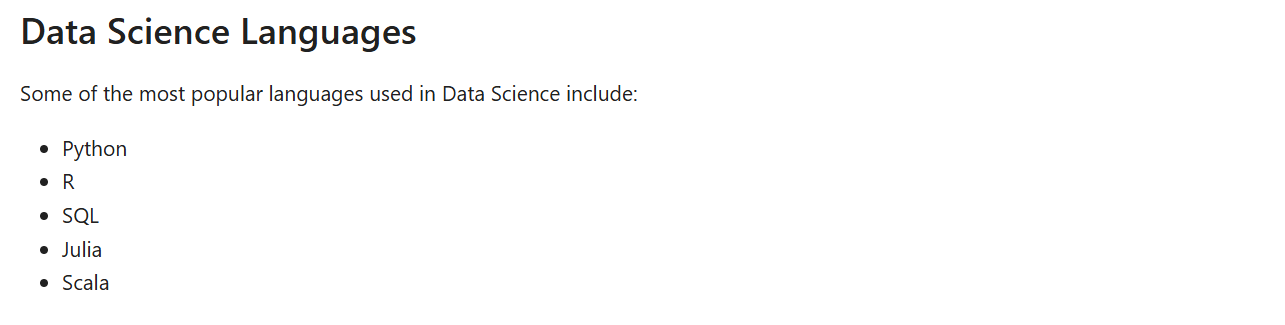 Data Science Languages
Some of the most popular languages used in Data Science include:
• Python
• R
• SQL
• Julia
• Scala